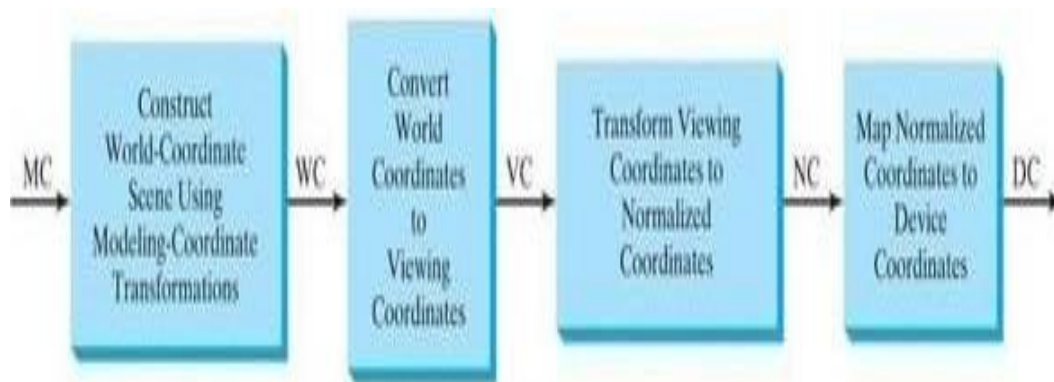 MC
Construct
World-Coordinate
Scene Using
Modeling-Coordinate
Transformations
WC
Convert
World
Coordinates
to
Viewing
Coordinates
VC
Transform Viewing
Coordinates to
Normalized
Coordinates
NC
Map Normalized
Coordinates to
Device
Coordinates
DC